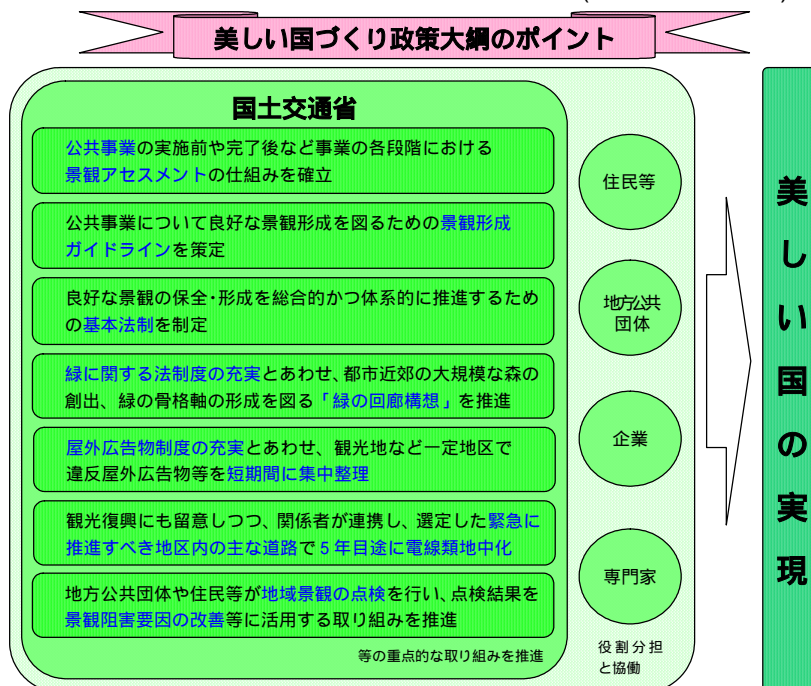 美しい国づくり政策大綱のポイント
国土交通省
公共事業の実施前や完了後など事業の各段階における
景観アセスメントの仕組みを確立
公共事業について良好な景観形成を図るための景観形成
ガイドラインを策定
良好な景観の保全・形成を総合的かつ体系的に推進するため
の基本法制を制定
緑に関する法制度の充実とあわせ、都市近郊の大規模な森の
創出、緑の骨格軸の形成を図る「緑の回廊構想」を推進
屋外広告物制度の充実とあわせ、観光地など一定地区で
違反屋外広告物等を短期間に集中整理
観光復興にも留意しつつ、関係者が連携し、選定した緊急に
推進すべき地区内の主な道路で5年目途に電線類地中化
地方公共団体や住民等が地域景観の点検を行い、点検結果を
景観阻害要因の改善等に活用する取り組みを推進
等の重点的な取り組みを推進
住民等
地方公共
団体
企業
専門家
役割分担
と協働
美しい国の実現